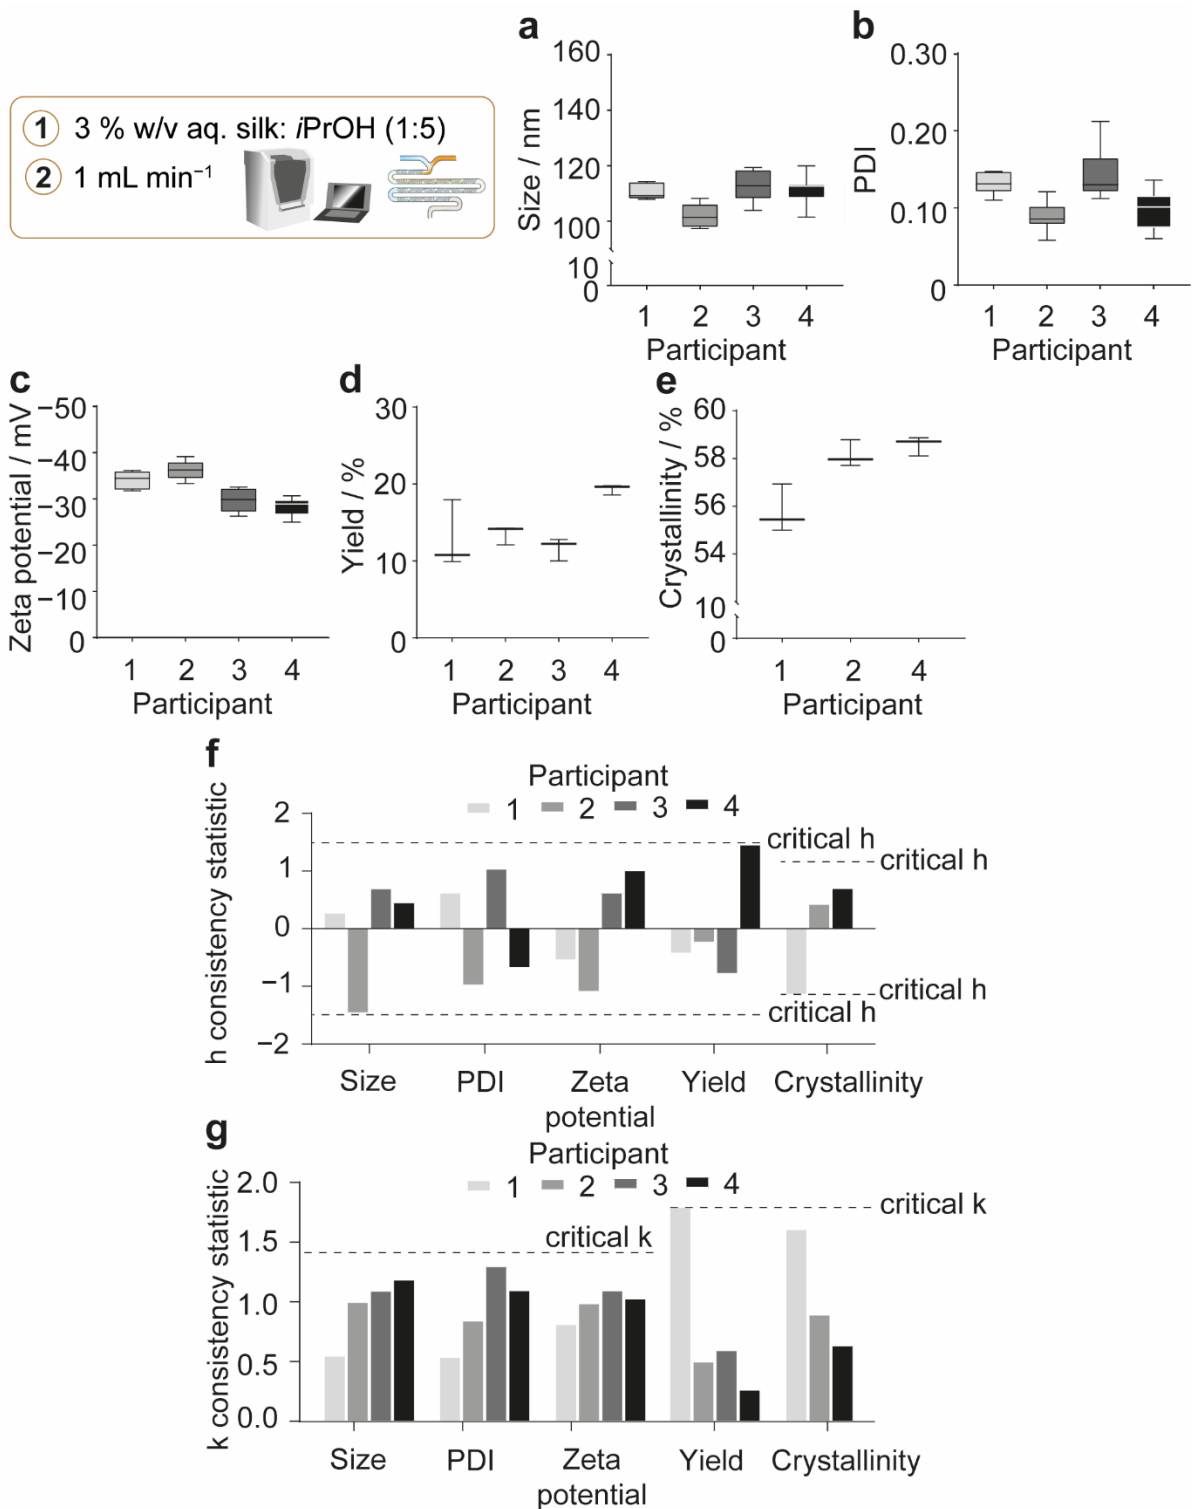 1 3 % w/v aq. silk: iPrOH (1:5)
2 1 mL min⁻¹
a
160
140
120
100
10
0
Size / nm
1 2 3 4
Participant
b
0.30
0.20
0.10
0
PDI
1 2 3 4
Participant
c
−50
−40
−30
−20
−10
0
Zeta potential / mV
1 2 3 4
Participant
d
30
20
10
0
Yield / %
1 2 3 4
Participant
e
60
58
56
54
10
0
Crystallinity / %
1 2 4
Participant
f
Participant
1 2 3 4
2
1
0
−1
−2
h consistency statistic
critical h
critical h
critical h
critical h
Size PDI Zeta Yield Crystallinity
potential
g
Participant
1 2 3 4
2.0
1.5
1.0
0.5
0.0
k consistency statistic
critical k
critical k
Size PDI Zeta Yield Crystallinity
potential